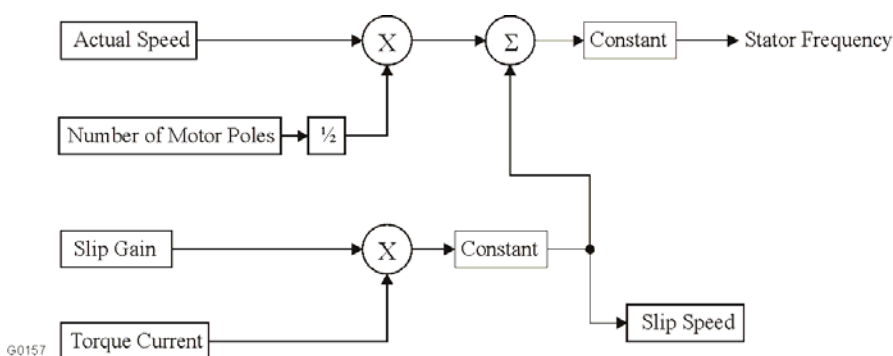 Actual Speed
X
Σ
Constant
Stator Frequency
Number of Motor Poles
½
Slip Gain
X
Constant
Slip Speed
Torque Current
G0157